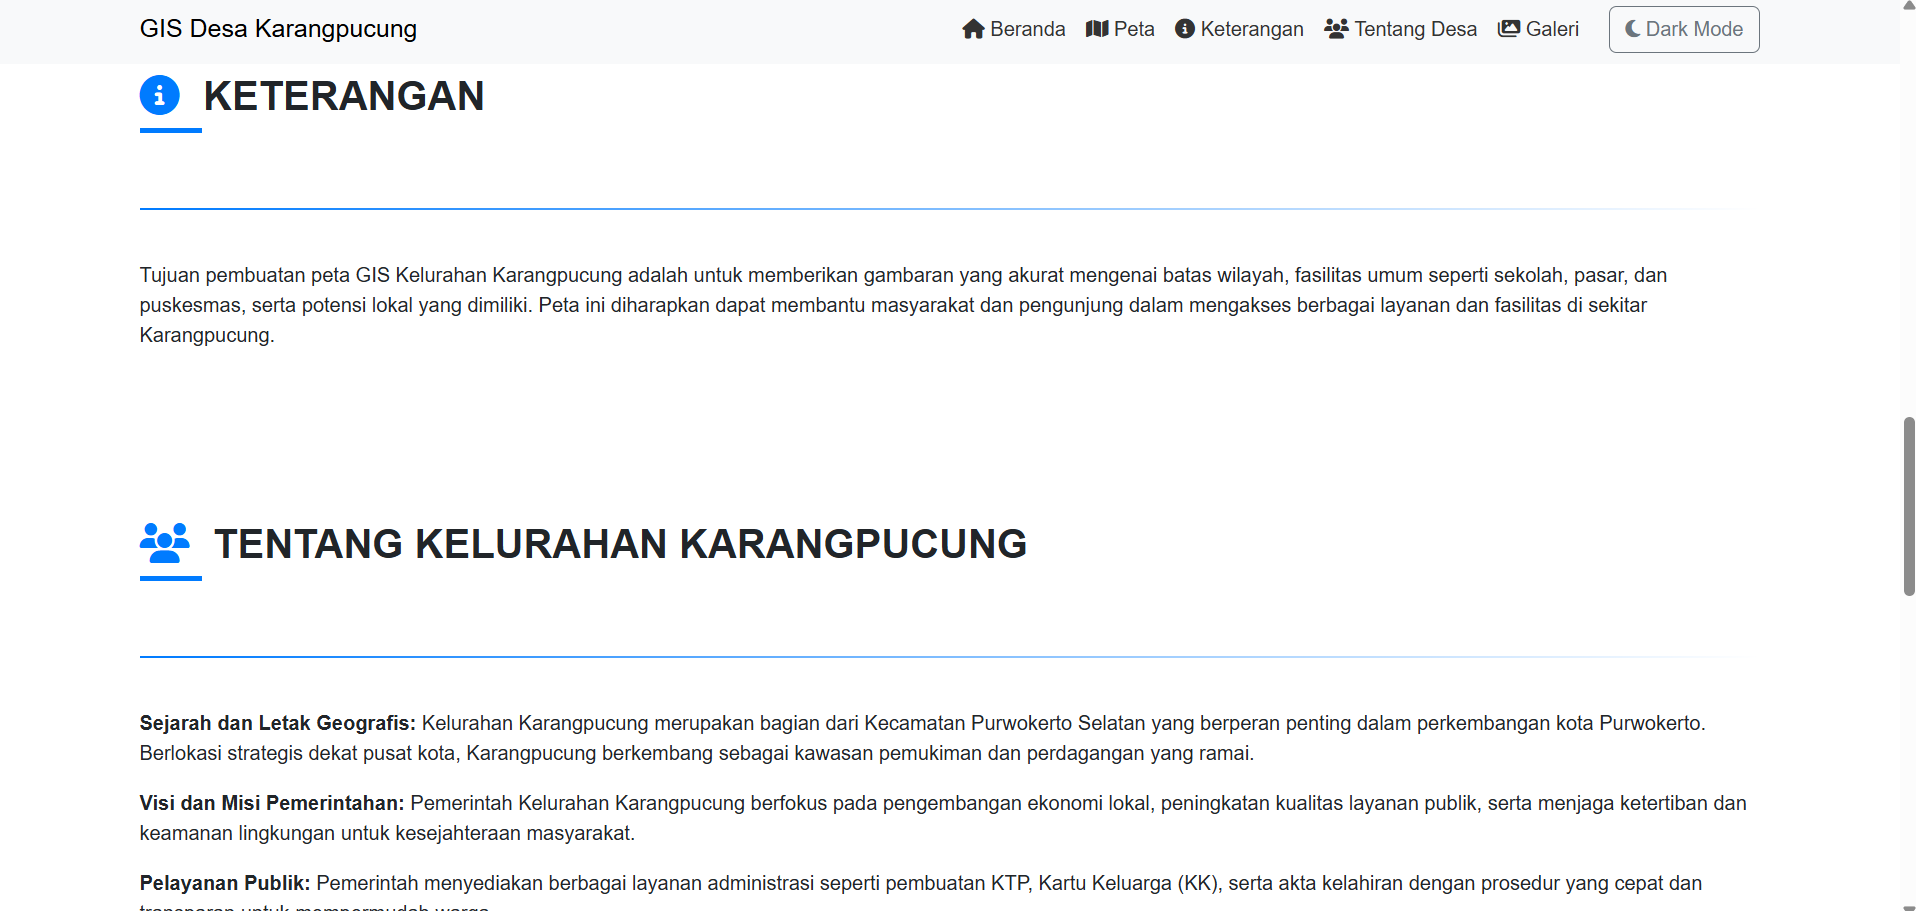 GIS Desa Karangpucung
Beranda
Peta
Keterangan
Tentang Desa
Galeri
Dark Mode
KETERANGAN
Tujuan pembuatan peta GIS Kelurahan Karangpucung adalah untuk memberikan gambaran yang akurat mengenai batas wilayah, fasilitas umum seperti sekolah, pasar, dan
puskesmas, serta potensi lokal yang dimiliki. Peta ini diharapkan dapat membantu masyarakat dan pengunjung dalam mengakses berbagai layanan dan fasilitas di sekitar
Karangpucung.
TENTANG KELURAHAN KARANGPUCUNG
Sejarah dan Letak Geografis: Kelurahan Karangpucung merupakan bagian dari Kecamatan Purwokerto Selatan yang berperan penting dalam perkembangan kota Purwokerto.
Berlokasi strategis dekat pusat kota, Karangpucung berkembang sebagai kawasan pemukiman dan perdagangan yang ramai.
Visi dan Misi Pemerintahan: Pemerintah Kelurahan Karangpucung berfokus pada pengembangan ekonomi lokal, peningkatan kualitas layanan publik, serta menjaga ketertiban dan
keamanan lingkungan untuk kesejahteraan masyarakat.
Pelayanan Publik: Pemerintah menyediakan berbagai layanan administrasi seperti pembuatan KTP, Kartu Keluarga (KK), serta akta kelahiran dengan prosedur yang cepat dan
transparan untuk mempermudah warga.